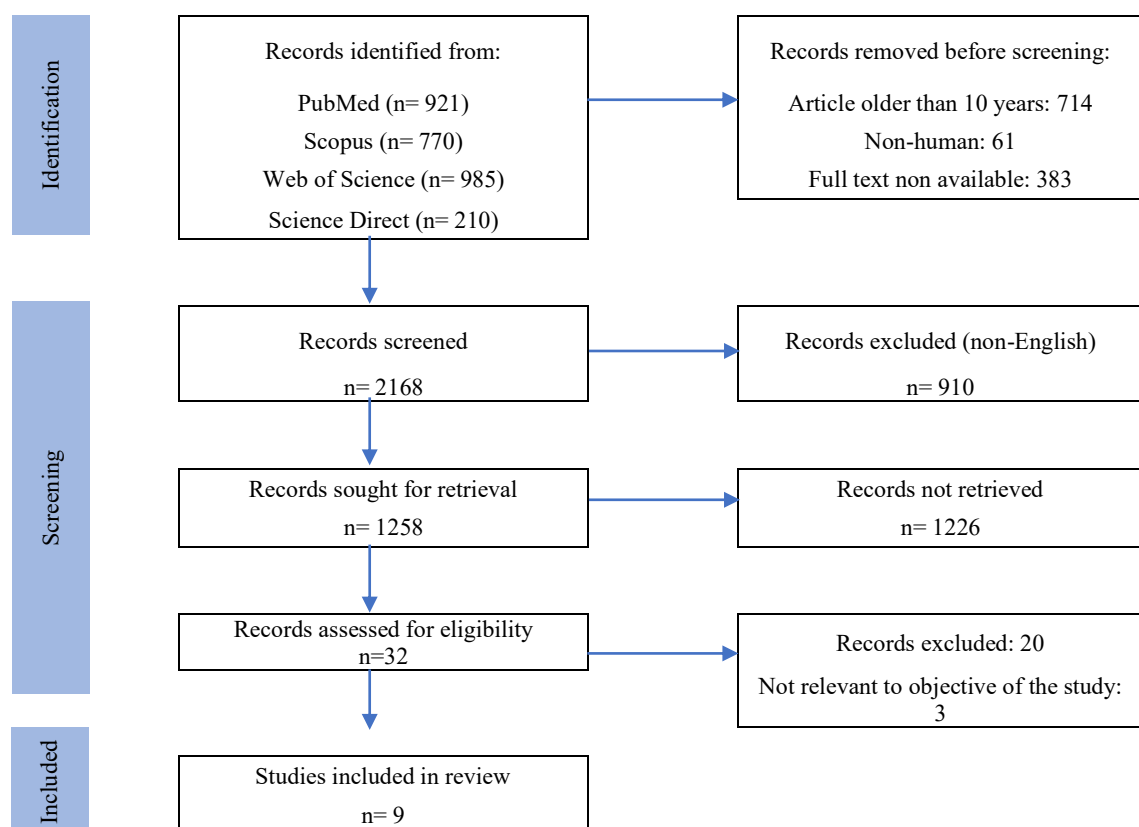 Identification
Records identified from:
PubMed (n= 921)
Scopus (n= 770)
Web of Science (n= 985)
Science Direct (n= 210)
Records removed before screening:
Article older than 10 years: 714
Non-human: 61
Full text non available: 383
Screening
Records screened
n= 2168
Records excluded (non-English)
n= 910
Records sought for retrieval
n= 1258
Records not retrieved
n= 1226
Records assessed for eligibility
n=32
Records excluded: 20
Not relevant to objective of the study:
3
Included
Studies included in review
n= 9